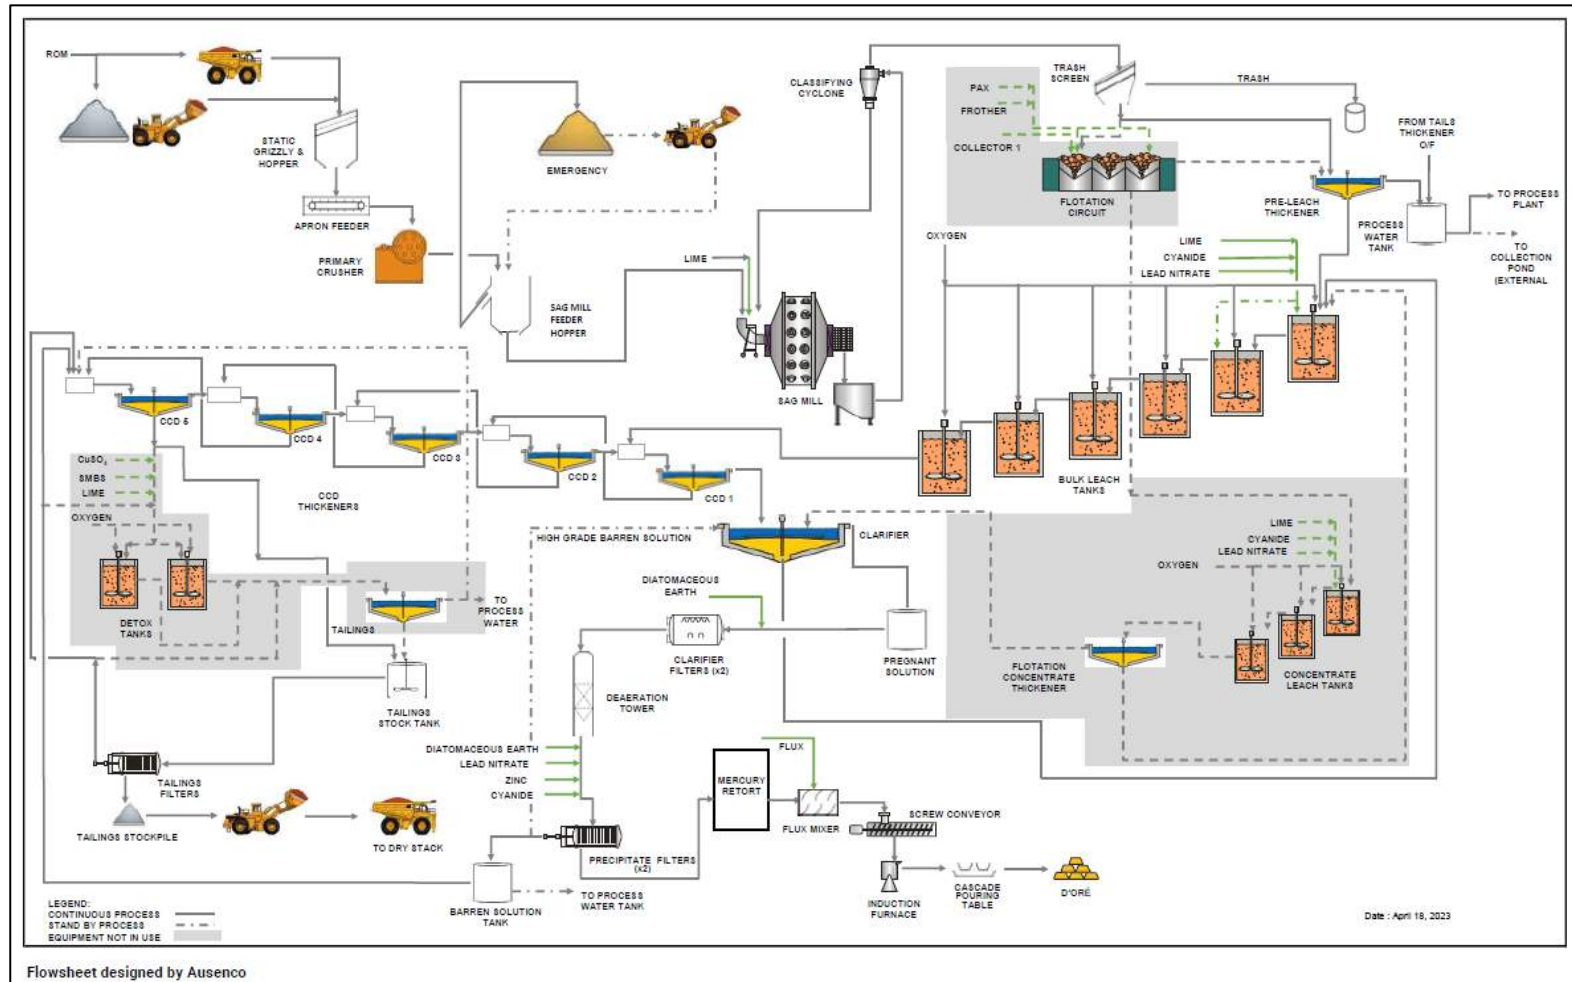 ROM
STATIC
GRIZZLY &
HOPPER
APRON FEEDER
PRIMARY
CRUSHER
EMERGENCY
SAG MILL
FEEDER
HOPPER
LIME
SAG MILL
CLASSIFYING
CYCLONE
TRASH
SCREEN
TRASH
PAX
FROTHER
COLLECTOR 1
FLOTATION
CIRCUIT
FROM TAILS
THICKENER
O/F
PRE-LEACH
THICKENER
PROCESS
WATER
TANK
TO PROCESS
PLANT
TO
COLLECTION
POND
(EXTERNAL
OXYGEN
LIME
CYANIDE
LEAD NITRATE
BULK LEACH
TANKS
CCD 5
CCD 4
CCD 3
CCD 2
CCD 1
CCD
THICKENERS
CuSO₄
SMBS
LIME
OXYGEN
DETOX
TANKS
TAILINGS
TO
PROCESS
WATER
TAILINGS
STOCK TANK
TAILINGS
FILTERS
TAILINGS STOCKPILE
TO DRY STACK
HIGH GRADE BARREN SOLUTION
CLARIFIER
DIATOMACEOUS
EARTH
CLARIFIER
FILTERS (x2)
PREGNANT
SOLUTION
DEAERATION
TOWER
DIATOMACEOUS EARTH
LEAD NITRATE
ZINC
CYANIDE
PRECIPITATE FILTERS
(x2)
BARREN SOLUTION
TANK
TO PROCESS
WATER TANK
MERCURY
RETORT
FLUX
FLUX MIXER
SCREW CONVEYOR
INDUCTION
FURNACE
CASCADE
POURING
TABLE
D'ORÉ
LIME
CYANIDE
LEAD NITRATE
OXYGEN
FLOTATION
CONCENTRATE
THICKENER
CONCENTRATE
LEACH TANKS
LEGEND:
CONTINUOUS PROCESS
STAND BY PROCESS
EQUIPMENT NOT IN USE
Date : April 18, 2023
Flowsheet designed by Ausenco